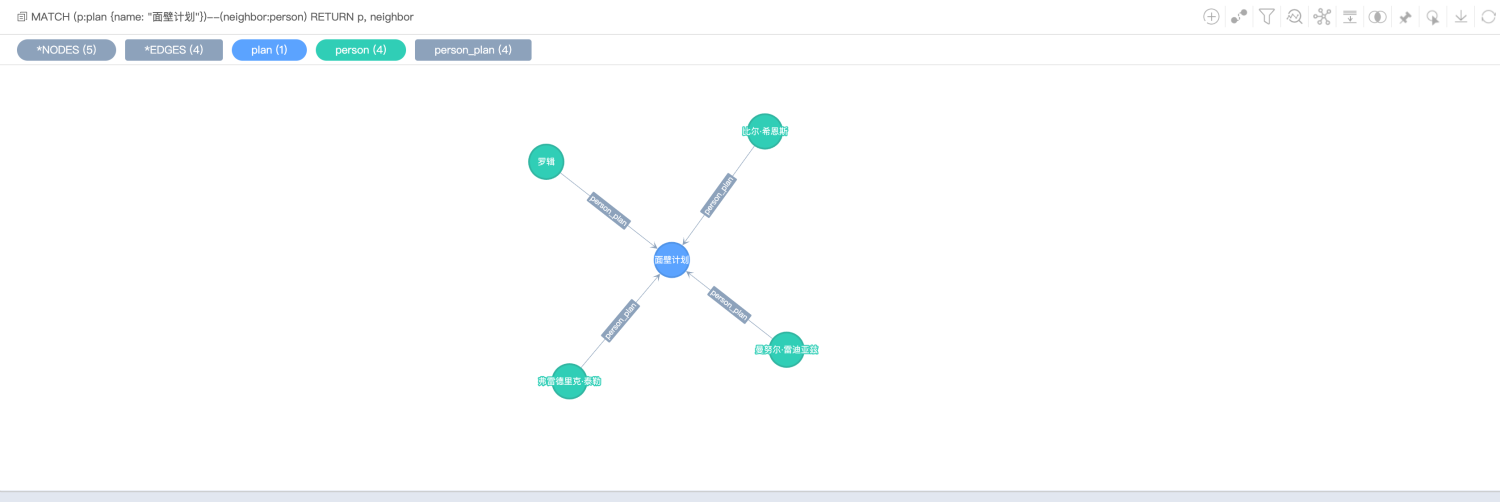 MATCH (p:plan {name: "面壁计划"})--(neighbor:person) RETURN p, neighbor
*NODES (5)
*EDGES (4)
plan (1)
person (4)
person_plan (4)
比尔·希恩斯
罗辑
person_plan
person_plan
面壁计划
person_plan
person_plan
曼努尔·雷迪亚兹
弗雷德里克·泰勒